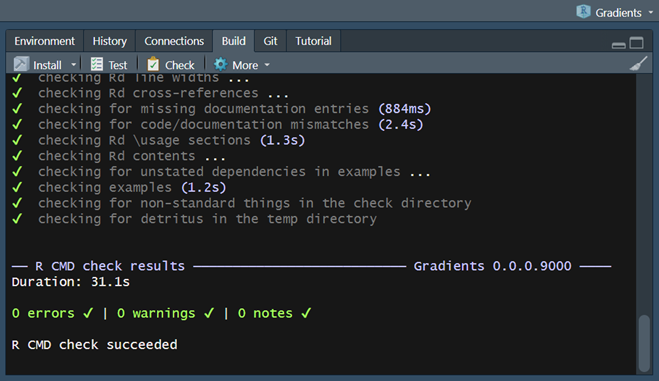 Gradients
Environment History Connections Build Git Tutorial
Install Test Check More
✔ checking Rd line widths ...
✔ checking Rd cross-references ...
✔ checking for missing documentation entries (884ms)
✔ checking for code/documentation mismatches (2.4s)
✔ checking Rd \usage sections (1.3s)
✔ checking Rd contents ...
✔ checking for unstated dependencies in examples ...
✔ checking examples (1.2s)
✔ checking for non-standard things in the check directory
✔ checking for detritus in the temp directory
── R CMD check results ─────────────────────────── Gradients 0.0.0.9000 ────
Duration: 31.1s
0 errors ✔ | 0 warnings ✔ | 0 notes ✔
R CMD check succeeded